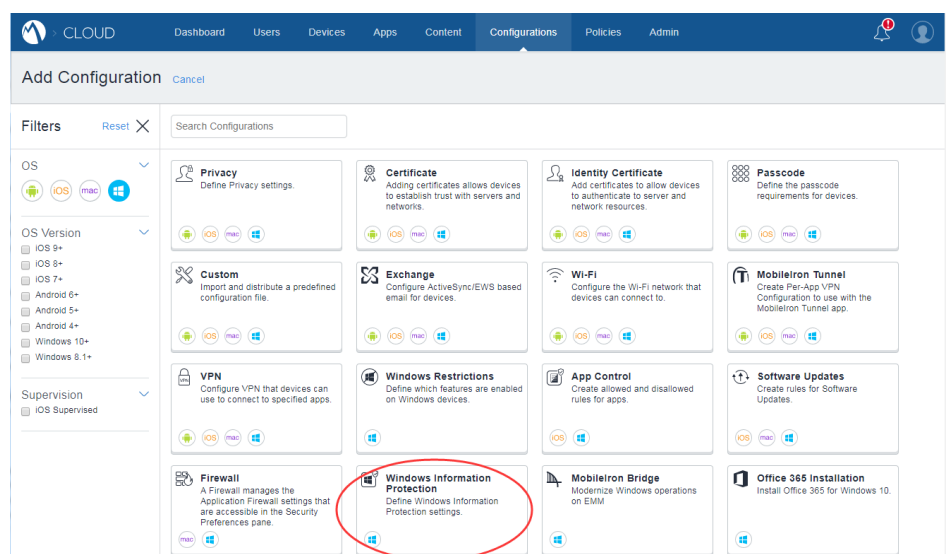 CLOUD
Dashboard
Users
Devices
Apps
Content
Configurations
Policies
Admin
Add Configuration
Cancel
Filters
Reset
Search Configurations
OS
iOS
mac
OS Version
iOS 9+
iOS 8+
iOS 7+
Android 6+
Android 5+
Android 4+
Windows 10+
Windows 8.1+
Supervision
iOS Supervised
Privacy
Define Privacy settings.
iOS
mac
Certificate
Adding certificates allows devices
to establish trust with servers and
networks.
iOS
mac
Identity Certificate
Add certificates to allow devices
to authenticate to server and
network resources.
iOS
mac
Passcode
Define the passcode
requirements for devices.
iOS
mac
Custom
Import and distribute a predefined
configuration file.
iOS
mac
Exchange
Configure ActiveSync/EWS based
email for devices.
iOS
mac
Wi-Fi
Configure the Wi-Fi network that
devices can connect to.
iOS
mac
MobileIron Tunnel
Create Per-App VPN
Configuration to use with the
MobileIron Tunnel app.
iOS
mac
VPN
VPN
Configure VPN that devices can
use to connect to specified apps.
iOS
mac
Windows Restrictions
Define which features are enabled
on Windows devices.
App Control
Create allowed and disallowed
rules for apps.
iOS
Software Updates
Create rules for Software
Updates.
iOS
mac
Firewall
A Firewall manages the
Application Firewall settings that
are accessible in the Security
Preferences pane.
mac
Windows Information
Protection
Define Windows Information
Protection settings.
MobileIron Bridge
Modernize Windows operations
on EMM
Office 365 Installation
Install Office 365 for Windows 10.